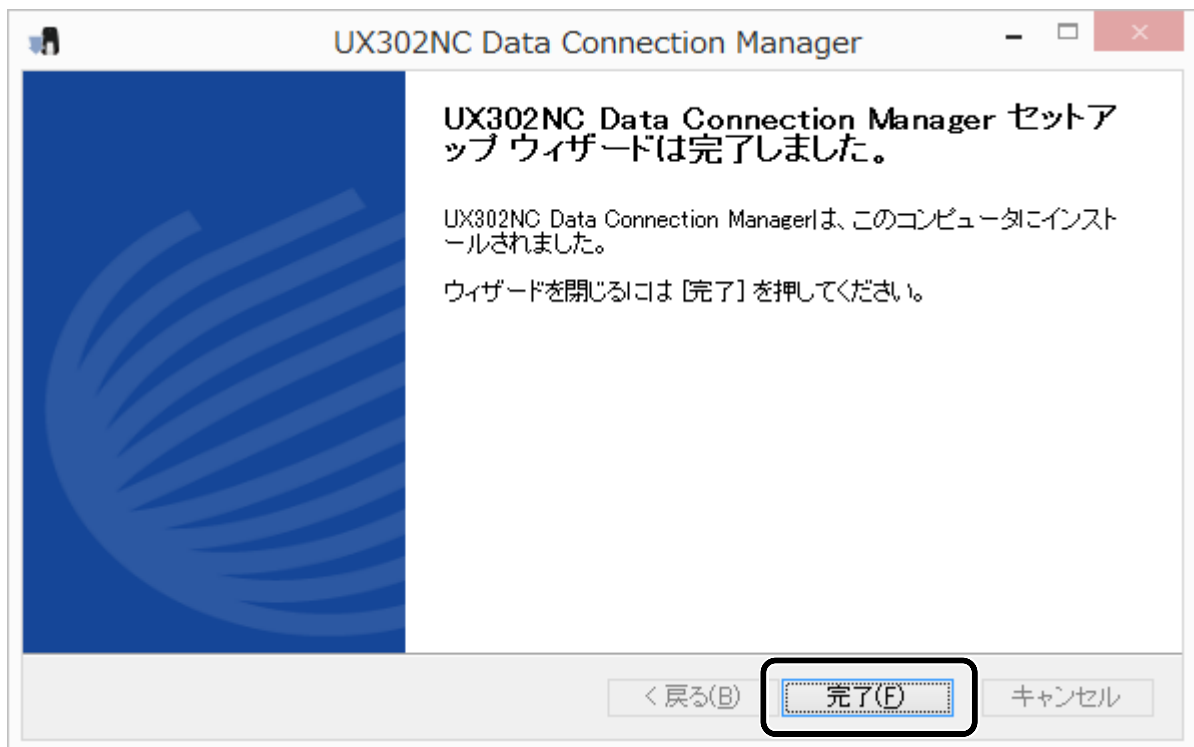 UX302NC Data Connection Manager
UX302NC Data Connection Manager セットア
ップ ウィザードは完了しました。
UX302NC Data Connection Managerは、このコンピュータにインスト
ールされました。
ウィザードを閉じるには [完了] を押してください。
< 戻る(B)
完了(F)
キャンセル